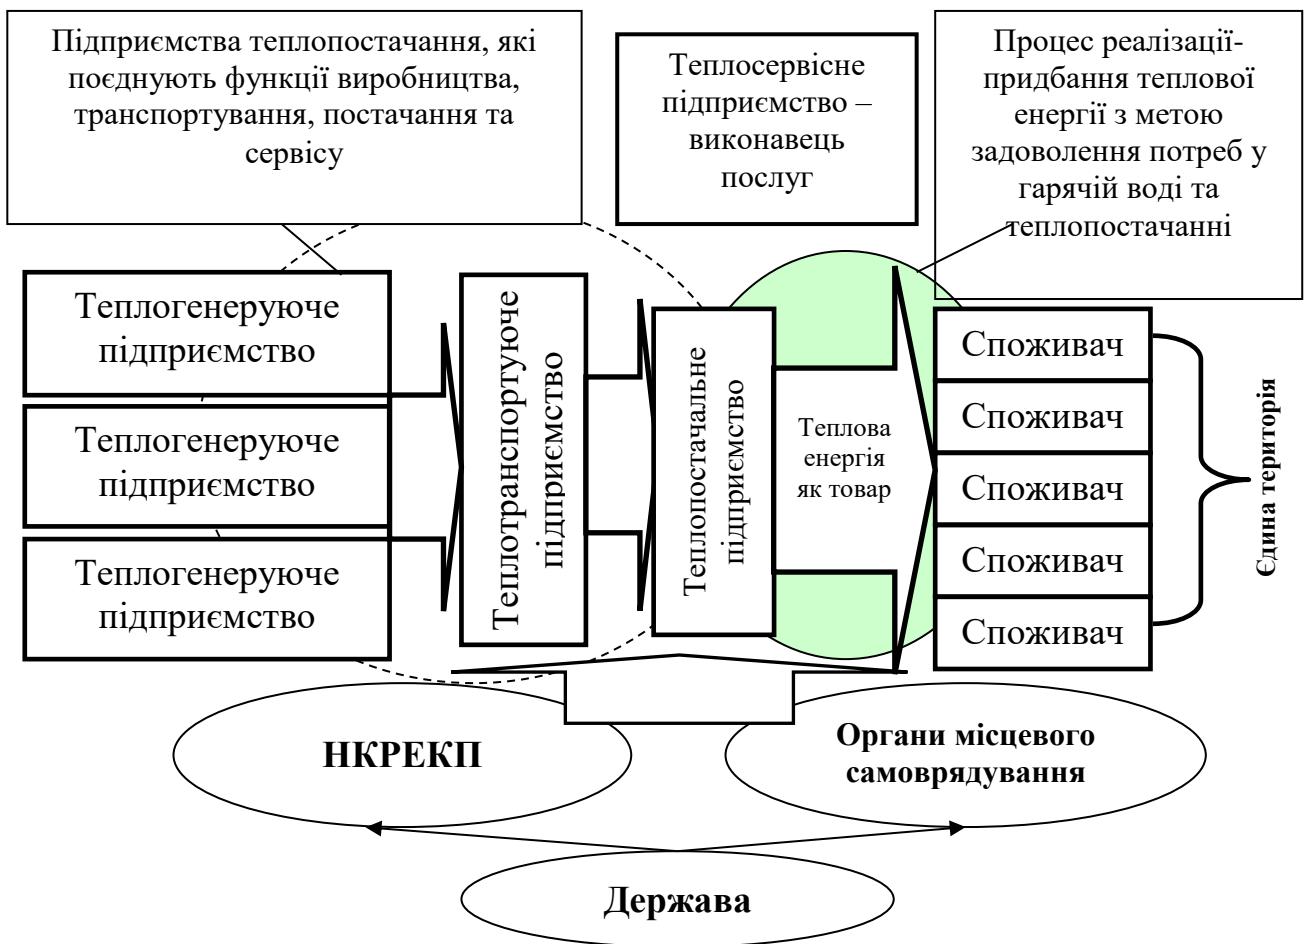 Підприємства теплопостачання, які
поєднують функції виробництва,
транспортування, постачання та
сервісу
Теплосервісне
підприємство –
виконавець
послуг
Процес реалізації-
придбання теплової
енергії з метою
задоволення потреб у
гарячій воді та
теплопостачанні
Теплогенеруюче
підприємство
Теплогенеруюче
підприємство
Теплогенеруюче
підприємство
Теплотранспортуюче
підприємство
Теплопостачальне
підприємство
Теплова
енергія
як товар
Споживач
Споживач
Споживач
Споживач
Споживач
Єдина територія
НКРЕКП
Органи місцевого
самоврядування
Держава